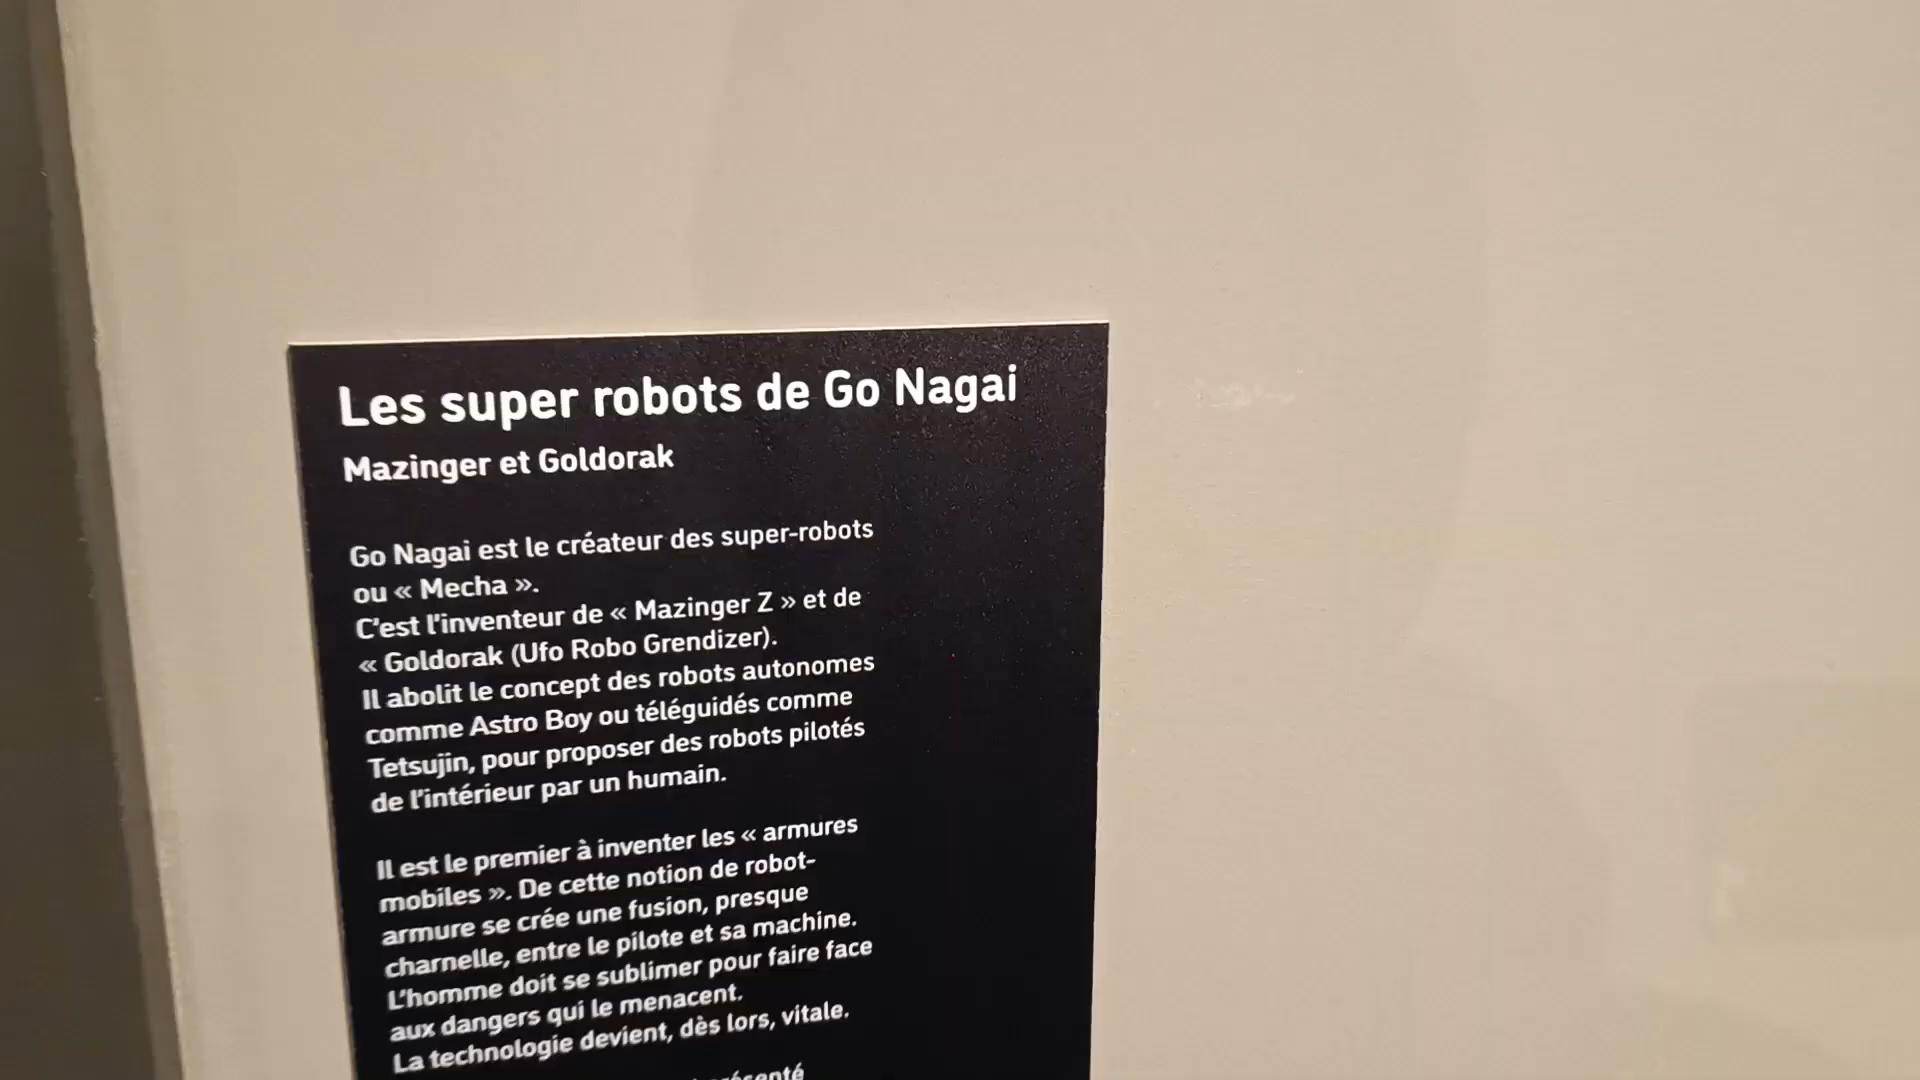 Les super robots de Go Nagai
Mazinger et Goldorak
Go Nagai est le créateur des super-robots
ou « Mecha ».
C'est l'inventeur de « Mazinger Z » et de
« Goldorak (Ufo Robo Grendizer).
Il abolit le concept des robots autonomes
comme Astro Boy ou téléguidés comme
Tetsujin, pour proposer des robots pilotés
de l'intérieur par un humain.
Il est le premier à inventer les « armures
mobiles ». De cette notion de robot-
armure se crée une fusion, presque
charnelle, entre le pilote et sa machine.
L'homme doit se sublimer pour faire face
aux dangers qui le menacent.
La technologie devient, dès lors, vitale.